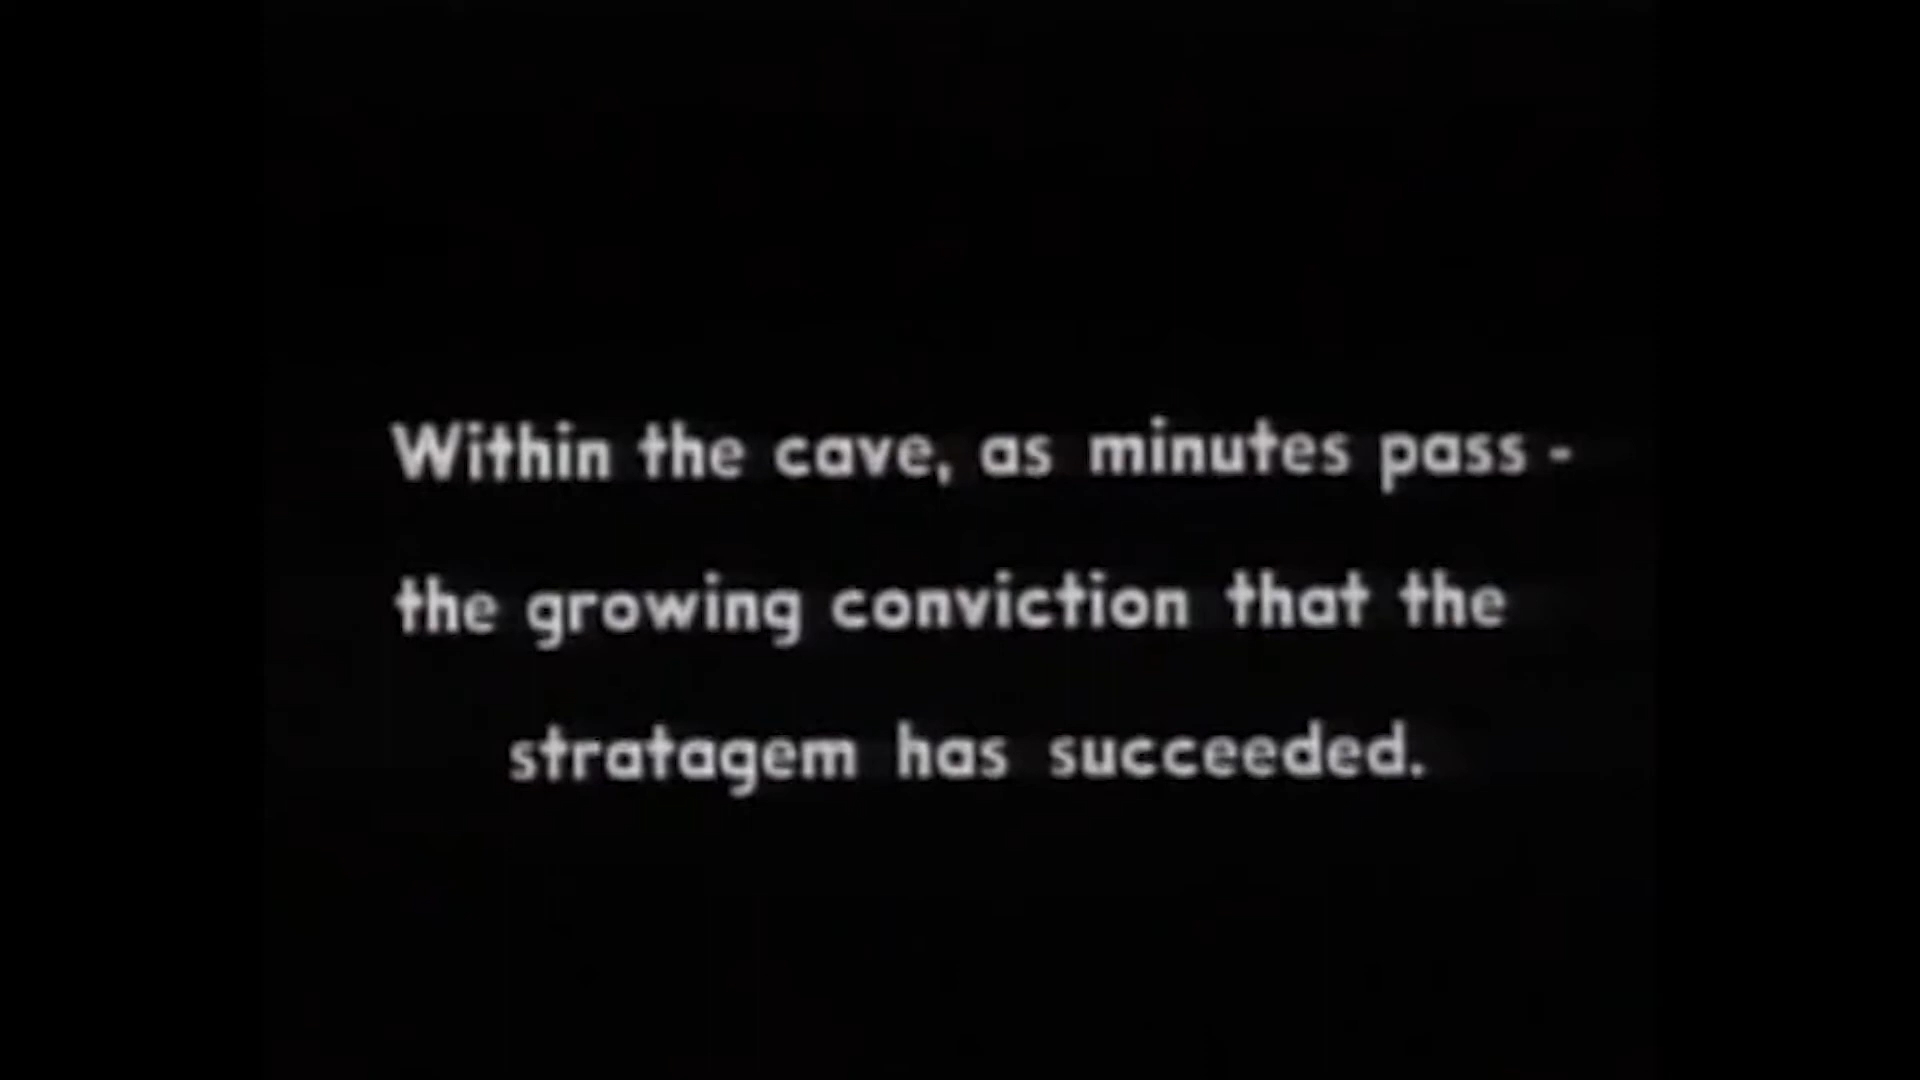 Within the cave, as minutes pass -
the growing conviction that the
stratagem has succeeded.